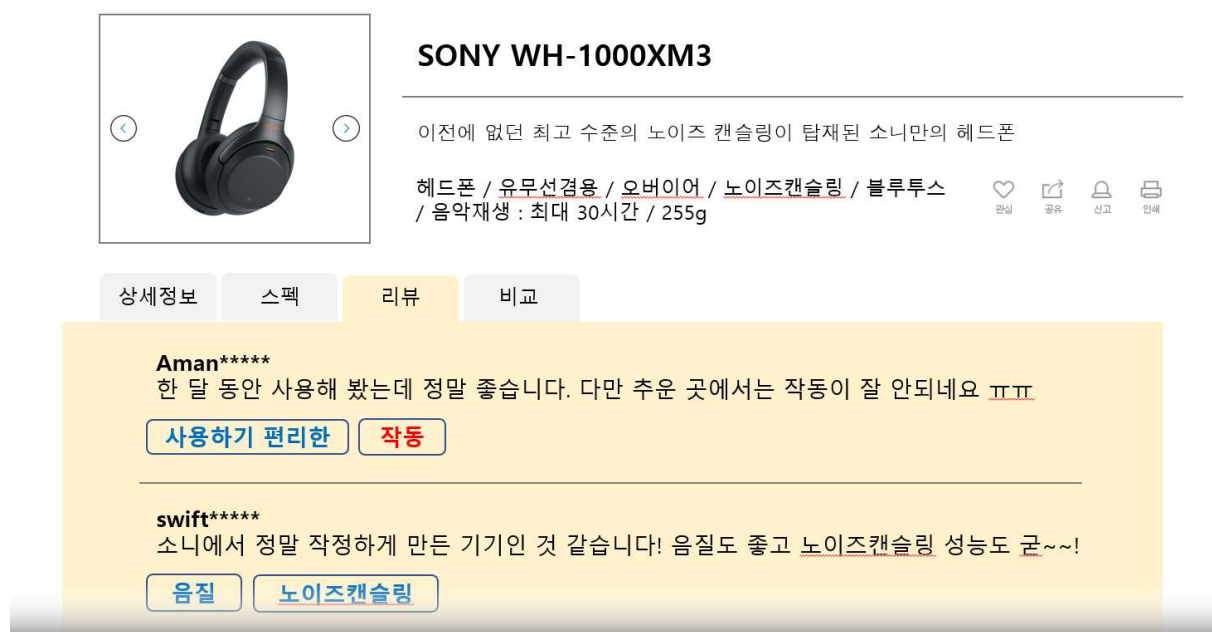 SONY WH-1000XM3
이전에 없던 최고 수준의 노이즈 캔슬링이 탑재된 소니만의 헤드폰
헤드폰 / 유무선겸용 / 오버이어 / 노이즈캔슬링 / 블루투스
/ 음악재생 : 최대 30시간 / 255g
관심 공유 신고 인쇄
상세정보 스펙 리뷰 비교
Aman*****
한 달 동안 사용해 봤는데 정말 좋습니다. 다만 추운 곳에서는 작동이 잘 안되네요 ㅠㅠ
사용하기 편리한 작동
swift*****
소니에서 정말 작정하게 만든 기기인 것 같습니다! 음질도 좋고 노이즈캔슬링 성능도 굳~~!
음질 노이즈캔슬링